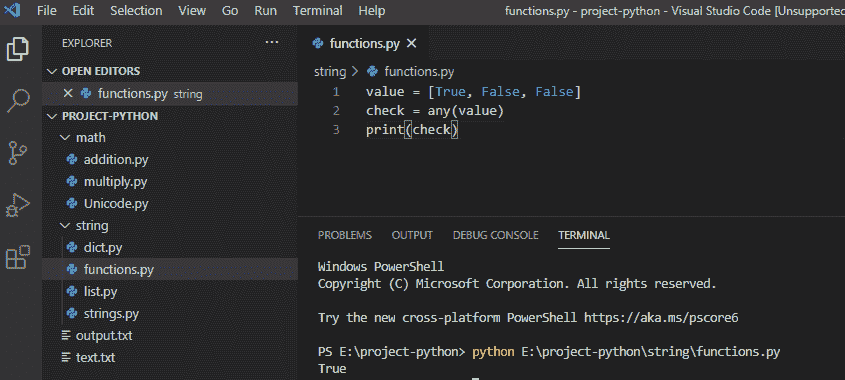 File Edit Selection View Go Run Terminal Help functions.py - project-python - Visual Studio Code [Unsupported
EXPLORER ...
OPEN EDITORS
functions.py string
PROJECT-PYTHON
math
addition.py
multiply.py
Unicode.py
string
dict.py
functions.py
list.py
strings.py
output.txt
text.txt
functions.py
string > functions.py
1 value = [True, False, False]
2 check = any(value)
3 print(check)
PROBLEMS OUTPUT DEBUG CONSOLE TERMINAL
Windows PowerShell
Copyright (C) Microsoft Corporation. All rights reserved.
Try the new cross-platform PowerShell https://aka.ms/pscore6
PS E:\project-python> python E:\project-python\string\functions.py
True